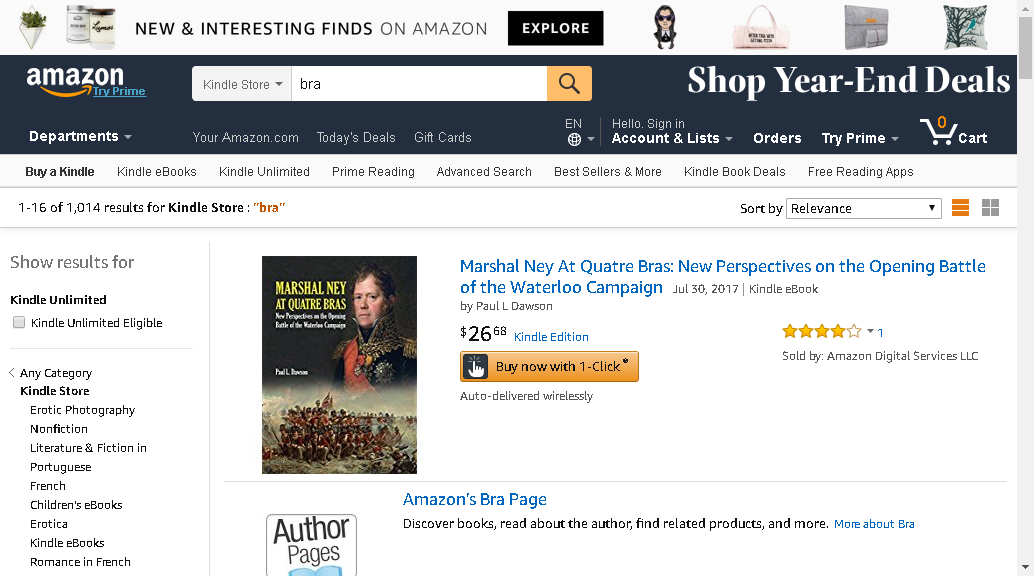 NEW & INTERESTING FINDS ON AMAZON EXPLORE
amazon
Try Prime
Kindle Store bra
Shop Year-End Deals
Departments Your Amazon.com Today's Deals Gift Cards EN Hello. Sign in Account & Lists Orders Try Prime 0 Cart
Buy a Kindle Kindle eBooks Kindle Unlimited Prime Reading Advanced Search Best Sellers & More Kindle Book Deals Free Reading Apps
1-16 of 1,014 results for Kindle Store : "bra" Sort by Relevance
Show results for
Kindle Unlimited
Kindle Unlimited Eligible
Any Category
Kindle Store
Erotic Photography
Nonfiction
Literature & Fiction in
Portuguese
French
Children's eBooks
Erotica
Kindle eBooks
Romance in French
MARSHAL NEY
AT QUATRE BRAS
New Perspectives on the Opening
Battle of the Waterloo Campaign
Paul L. Dawson
Marshal Ney At Quatre Bras: New Perspectives on the Opening Battle
of the Waterloo Campaign Jul 30, 2017 | Kindle eBook
by Paul L Dawson
$26 68 Kindle Edition
Buy now with 1-Click
Auto-delivered wirelessly
1
Sold by: Amazon Digital Services LLC
Author
Pages
Amazon's Bra Page
Discover books, read about the author, find related products, and more. More about Bra